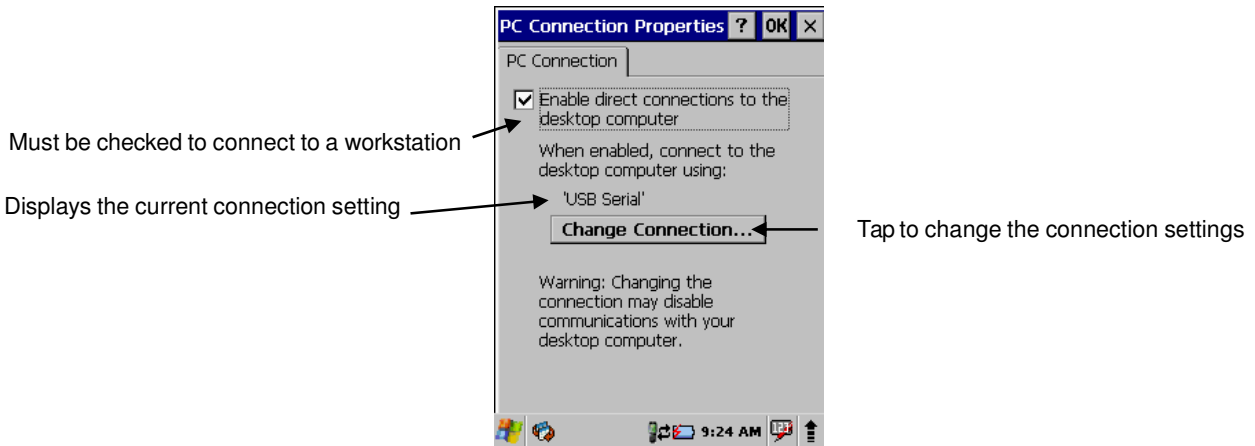 PC Connection Properties ? OK ×
PC Connection
Enable direct connections to the
desktop computer
Must be checked to connect to a workstation
When enabled, connect to the
desktop computer using:
Displays the current connection setting
'USB Serial'
Change Connection...
Tap to change the connection settings
Warning: Changing the
connection may disable
communications with your
desktop computer.
9:24 AM
123